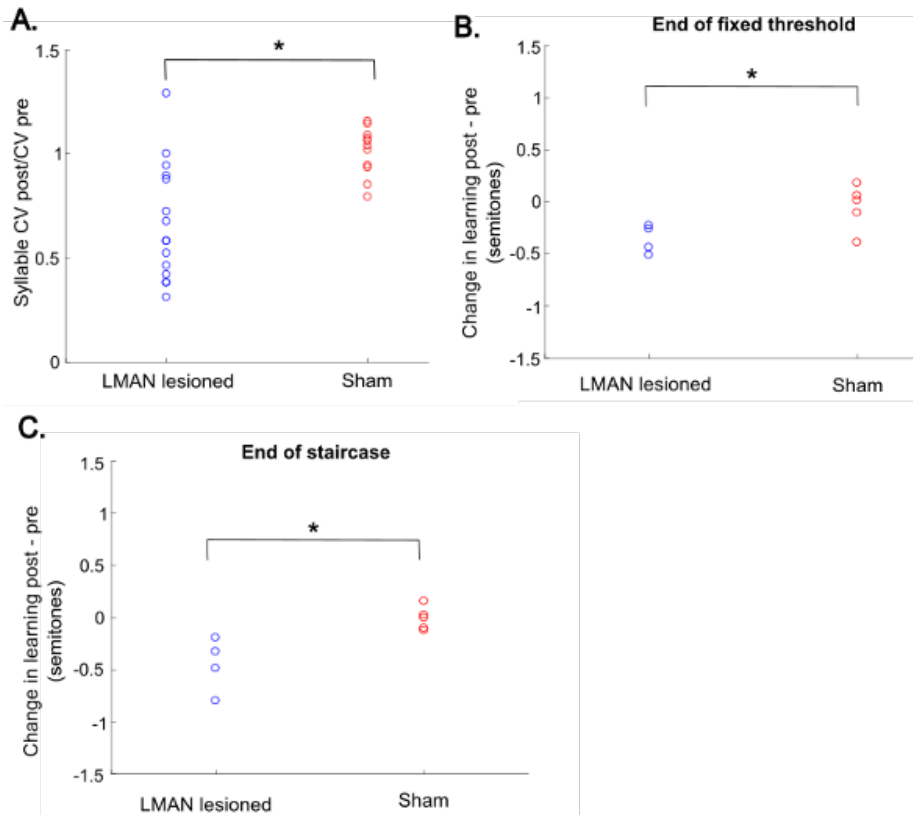 A.
*
1.5
1
0.5
0
Syllable CV post/CV pre
LMAN lesioned
Sham
B.
End of fixed threshold
*
1.5
1
0.5
0
-0.5
-1
-1.5
Change in learning post - pre
(semitones)
LMAN lesioned
Sham
C.
End of staircase
*
1.5
1
0.5
0
-0.5
-1
-1.5
Change in learning post - pre
(semitones)
LMAN lesioned
Sham